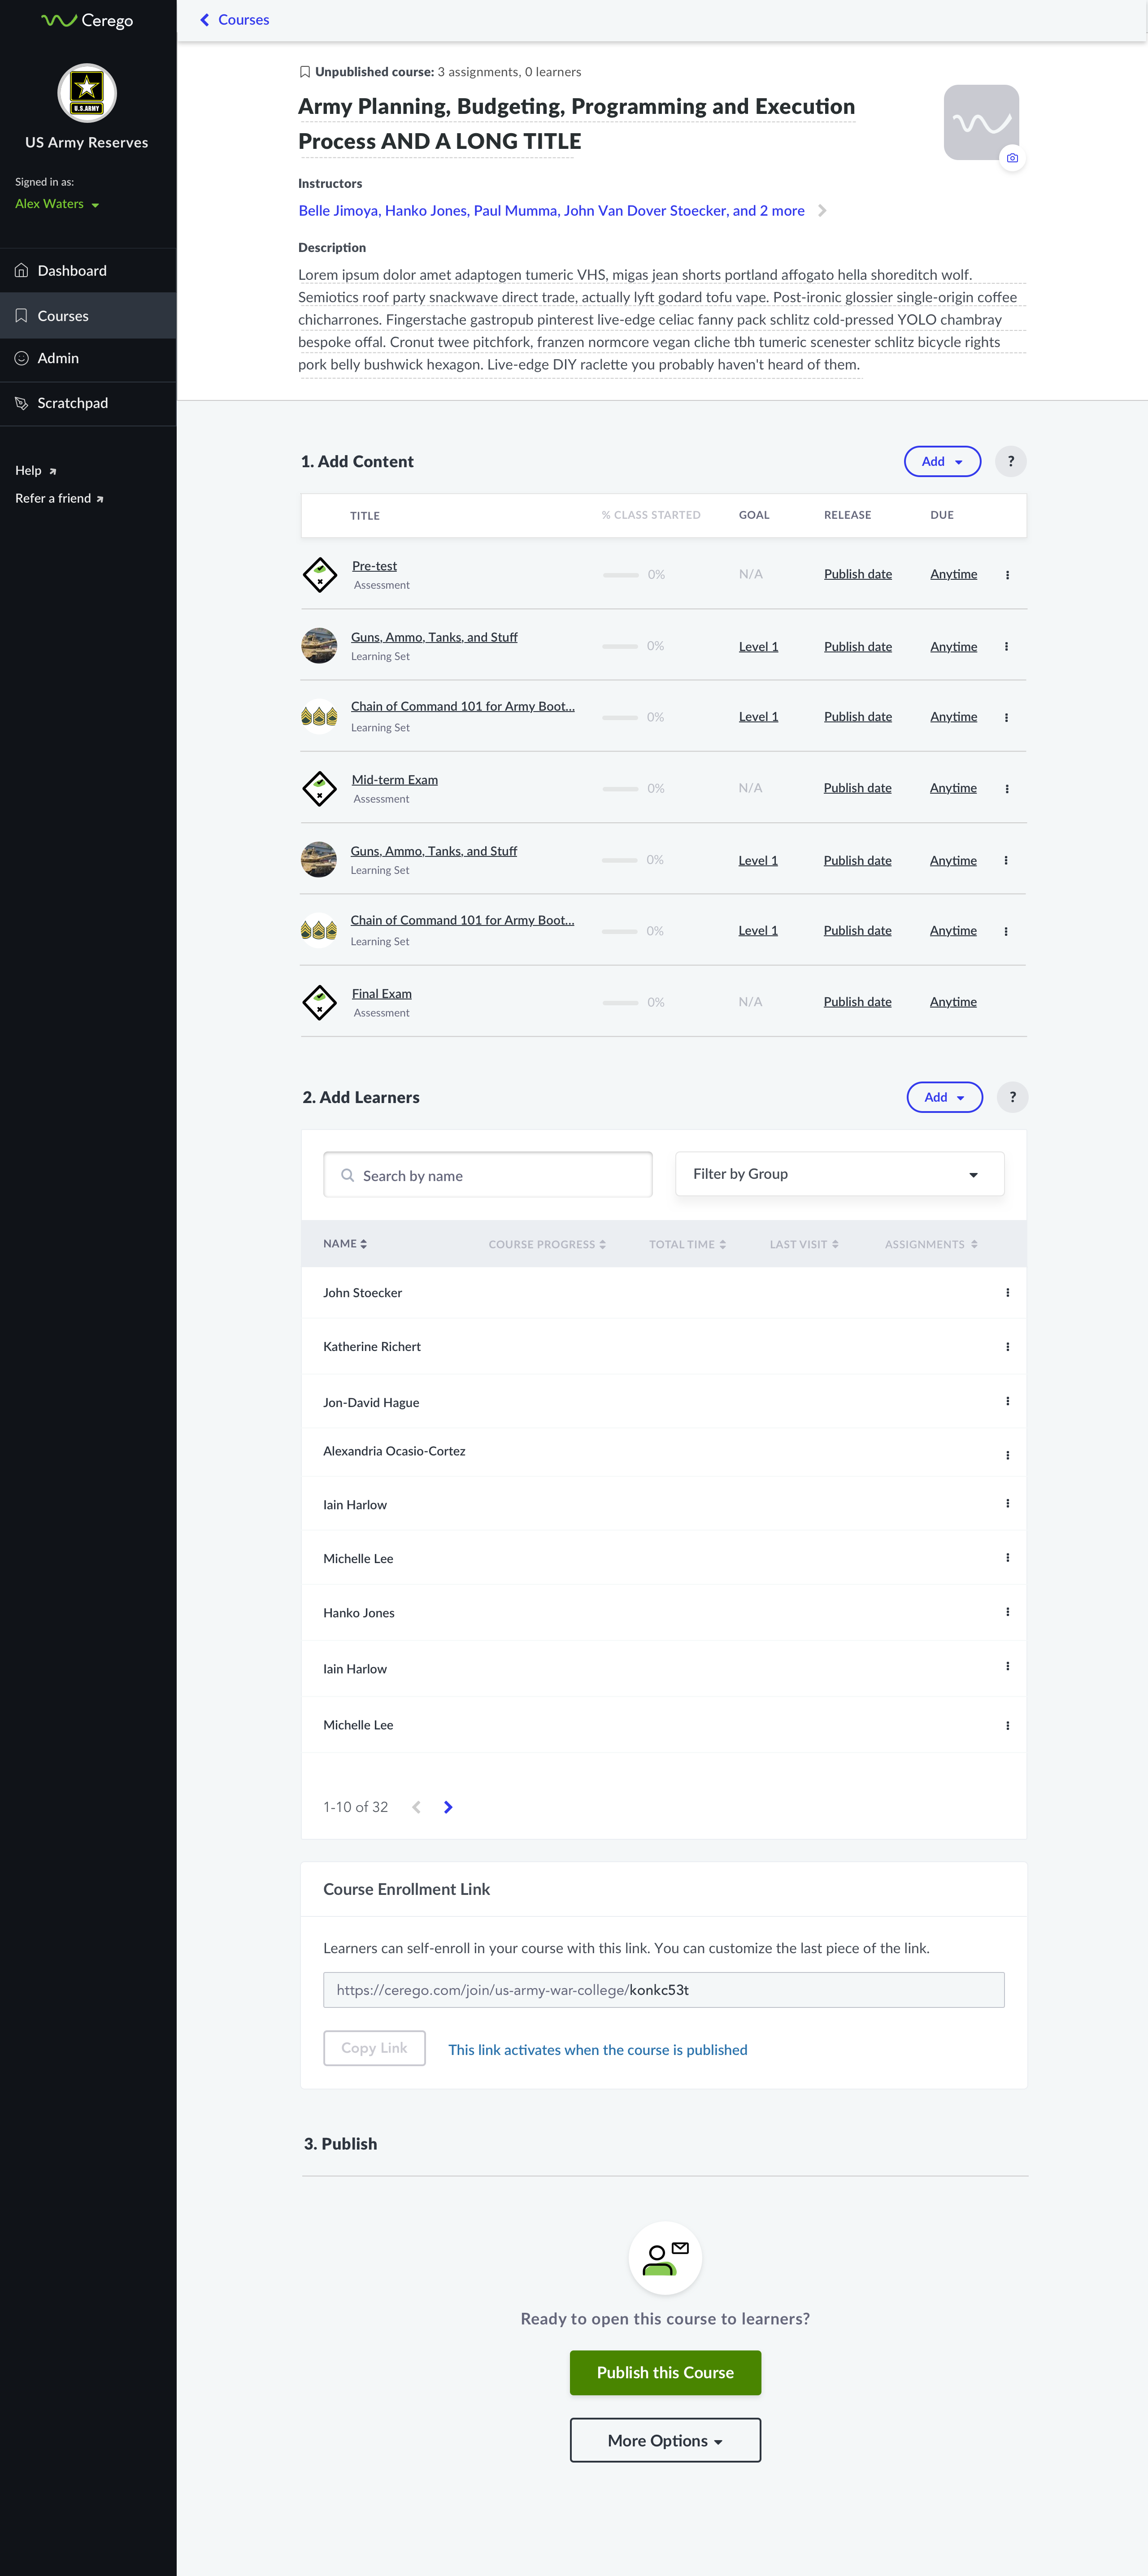 Cerego
U.S.ARMY
US Army Reserves
Signed in as:
Alex Waters
Dashboard
Courses
Admin
Scratchpad
Help
Refer a friend
Courses
Unpublished course: 3 assignments, 0 learners
Army Planning, Budgeting, Programming and Execution
Process AND A LONG TITLE
Instructors
Belle Jimoya, Hanko Jones, Paul Mumma, John Van Dover Stoecker, and 2 more
Description
Lorem ipsum dolor amet adaptogen tumeric VHS, migas jean shorts portland affogato hella shoreditch wolf.
Semiotics roof party snackwave direct trade, actually lyft godard tofu vape. Post-ironic glossier single-origin coffee
chicharrones. Fingerstache gastropub pinterest live-edge celiac fanny pack schlitz cold-pressed YOLO chambray
bespoke offal. Cronut twee pitchfork, franzen normcore vegan cliche tbh tumeric scenester schlitz bicycle rights
pork belly bushwick hexagon. Live-edge DIY raclette you probably haven't heard of them.
1. Add Content
Add
?
TITLE % CLASS STARTED GOAL RELEASE DUE
Pre-test
Assessment
0% N/A Publish date Anytime
Guns, Ammo, Tanks, and Stuff
Learning Set
0% Level 1 Publish date Anytime
Chain of Command 101 for Army Boot...
Learning Set
0% Level 1 Publish date Anytime
Mid-term Exam
Assessment
0% N/A Publish date Anytime
Guns, Ammo, Tanks, and Stuff
Learning Set
0% Level 1 Publish date Anytime
Chain of Command 101 for Army Boot...
Learning Set
0% Level 1 Publish date Anytime
Final Exam
Assessment
0% N/A Publish date Anytime
2. Add Learners
Add
?
Search by name
Filter by Group
NAME COURSE PROGRESS TOTAL TIME LAST VISIT ASSIGNMENTS
John Stoecker
Katherine Richert
Jon-David Hague
Alexandria Ocasio-Cortez
Iain Harlow
Michelle Lee
Hanko Jones
Iain Harlow
Michelle Lee
1-10 of 32
Course Enrollment Link
Learners can self-enroll in your course with this link. You can customize the last piece of the link.
https://cerego.com/join/us-army-war-college/konkc53t
Copy Link
This link activates when the course is published
3. Publish
Ready to open this course to learners?
Publish this Course
More Options